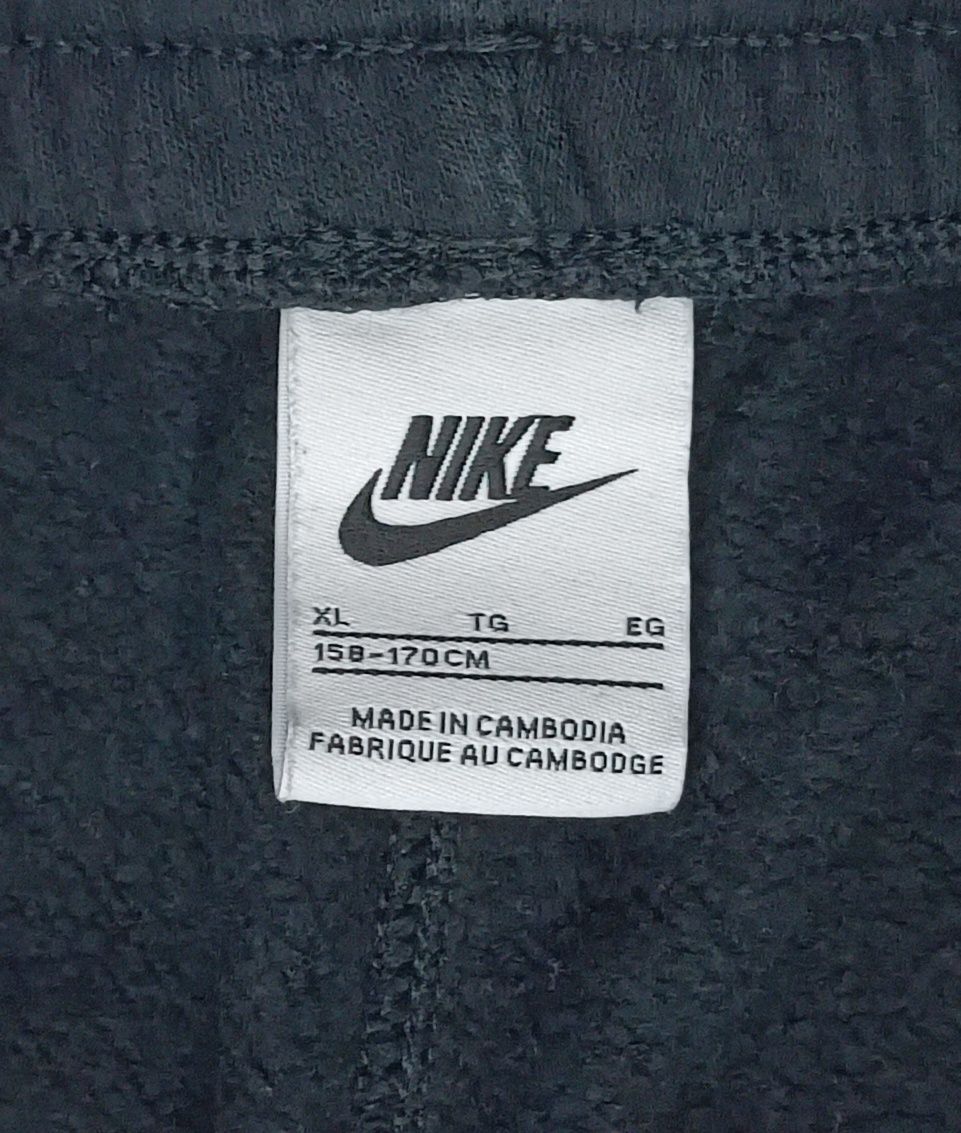 NIKE
XL TG EG
158-170CM
MADE IN CAMBODIA
FABRIQUE AU CAMBODGE